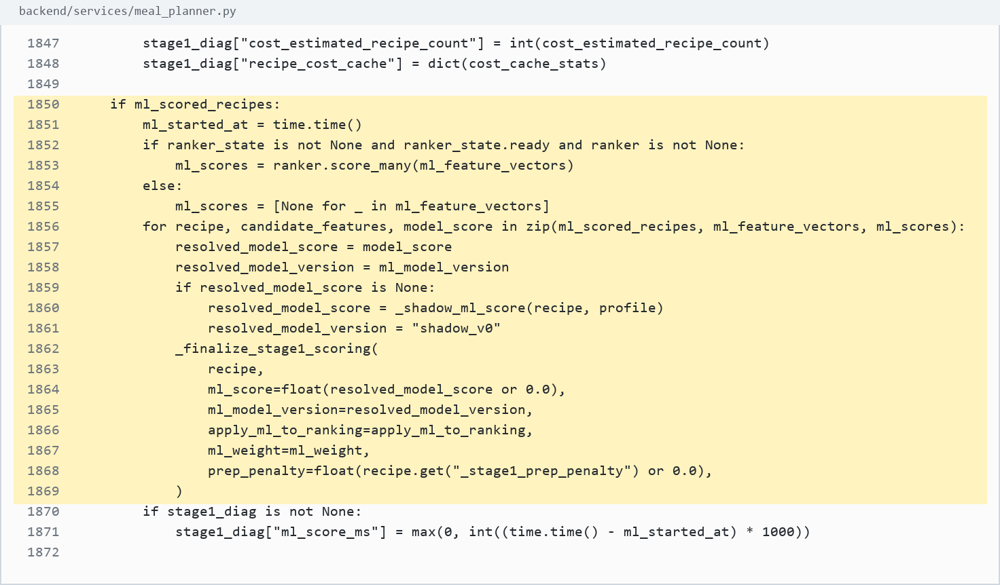 backend/services/meal_planner.py
1847         stage1_diag["cost_estimated_recipe_count"] = int(cost_estimated_recipe_count)
1848         stage1_diag["recipe_cost_cache"] = dict(cost_cache_stats)
1849
1850     if ml_scored_recipes:
1851         ml_started_at = time.time()
1852         if ranker_state is not None and ranker_state.ready and ranker is not None:
1853             ml_scores = ranker.score_many(ml_feature_vectors)
1854         else:
1855             ml_scores = [None for _ in ml_feature_vectors]
1856         for recipe, candidate_features, model_score in zip(ml_scored_recipes, ml_feature_vectors, ml_scores):
1857             resolved_model_score = model_score
1858             resolved_model_version = ml_model_version
1859             if resolved_model_score is None:
1860                 resolved_model_score = _shadow_ml_score(recipe, profile)
1861                 resolved_model_version = "shadow_v0"
1862             _finalize_stage1_scoring(
1863                 recipe,
1864                 ml_score=float(resolved_model_score or 0.0),
1865                 ml_model_version=resolved_model_version,
1866                 apply_ml_to_ranking=apply_ml_to_ranking,
1867                 ml_weight=ml_weight,
1868                 prep_penalty=float(recipe.get("_stage1_prep_penalty") or 0.0),
1869             )
1870         if stage1_diag is not None:
1871             stage1_diag["ml_score_ms"] = max(0, int((time.time() - ml_started_at) * 1000))
1872